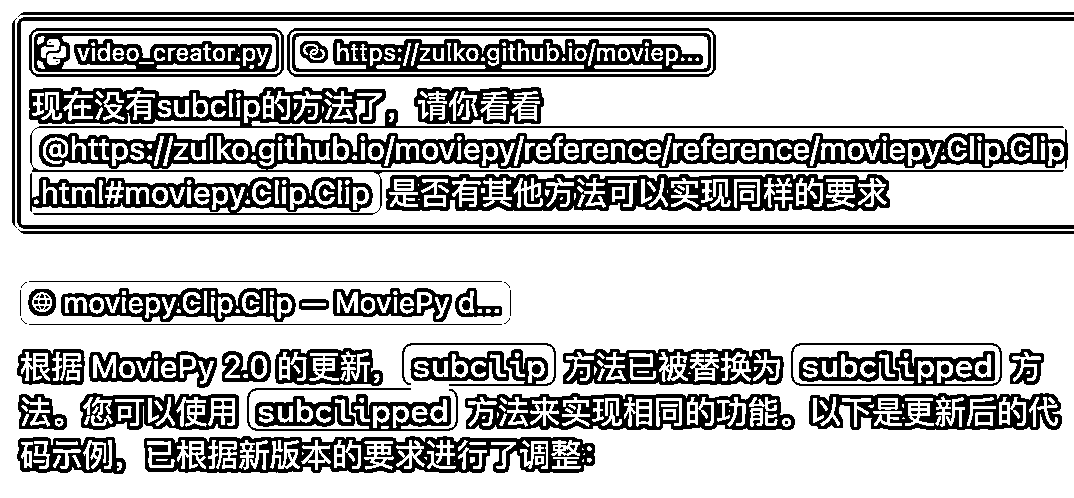 video_creator.py https://zulko.github.io/moviep...
现在没有subclip的方法了，请你看看
@https://zulko.github.io/moviepy/reference/reference/moviepy.Clip.Clip
.html#moviepy.Clip.Clip 是否有其他方法可以实现同样的要求
moviepy.Clip.Clip — MoviePy d...
根据 MoviePy 2.0 的更新， subclip 方法已被替换为 subclipped 方
法。您可以使用 subclipped 方法来实现相同的功能。以下是更新后的代
码示例，已根据新版本的要求进行了调整：